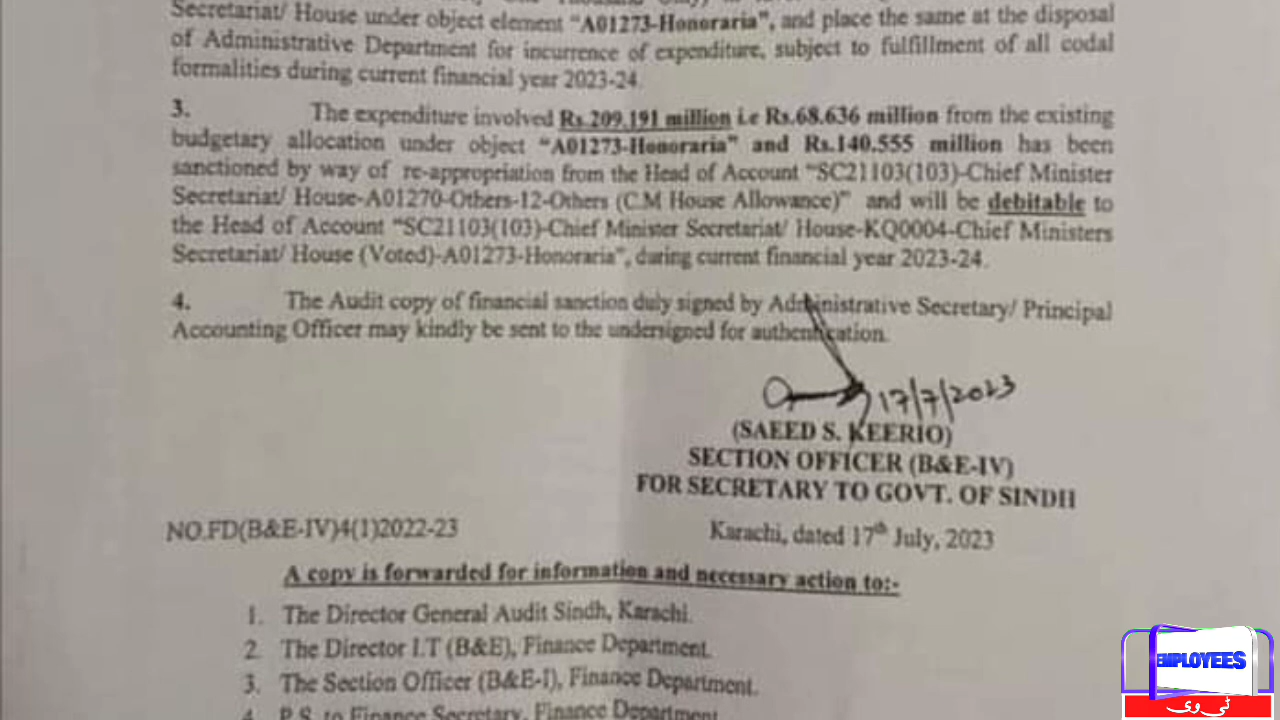 Secretariat/ House under object element "A01273-Honoraria", and place the same at the disposal
of Administrative Department for incurrence of expenditure, subject to fulfillment of all codal
formalities during current financial year 2023-24.
3. The expenditure involved Rs.209.191 million i.e Rs.68.636 million from the existing
budgetary allocation under object "A01273-Honoraria" and Rs.140.555 million has been
sanctioned by way of re-appropriation from the Head of Account "SC21103(103)-Chief Minister
Secretariat/ House-A01270-Others-12-Others (C.M House Allowance)" and will be debitable to
the Head of Account "SC21103(103)-Chief Minister Secretariat/ House-KQ0004-Chief Ministers
Secretariat/ House (Voted)-A01273-Honoraria", during current financial year 2023-24.
4. The Audit copy of financial sanction duly signed by Administrative Secretary/ Principal
Accounting Officer may kindly be sent to the undersigned for authentication.
17/7/2023
(SAEED S. KEERIO)
SECTION OFFICER (B&E-IV)
FOR SECRETARY TO GOVT. OF SINDH
NO.FD(B&E-IV)4(1)2022-23
Karachi, dated 17th July, 2023
A copy is forwarded for information and necessary action to:-
1. The Director General Audit Sindh, Karachi.
2. The Director I.T (B&E), Finance Department.
3. The Section Officer (B&E-I), Finance Department.
4. P.S. to Finance Secretary, Finance Department.
EMPLOYEES
ٹی وی